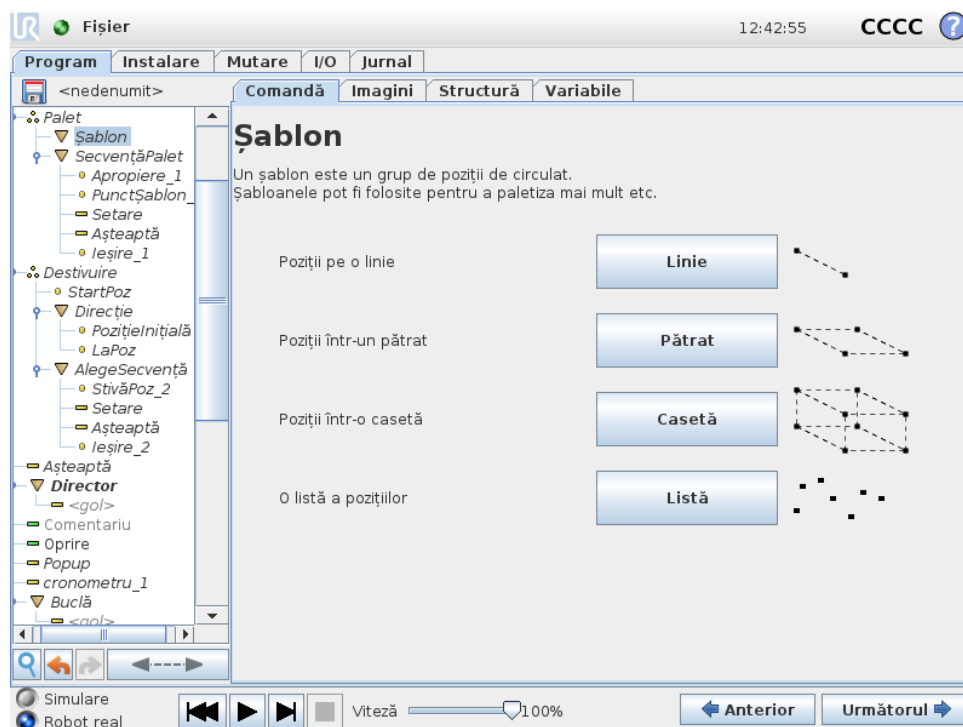 UR Fișier 12:42:55 CCCC ?
Program Instalare Mutare I/O Jurnal
<nedenumit> Comandă Imagini Structură Variabile
Palet
Șablon
SecvențăPalet
Apropiere_1
PunctȘablon_
Setare
Așteaptă
Ieșire_1
Destivuire
StartPoz
Direcție
PozițieInițială
LaPoz
AlegeSecvență
StivăPoz_2
Setare
Așteaptă
Ieșire_2
Așteaptă
Director
<gol>
Comentariu
Oprire
Popup
cronometru_1
Buclă
<gol>
Șablon
Un șablon este un grup de poziții de circulat.
Șabloanele pot fi folosite pentru a paletiza mai mult etc.
Poziții pe o linie Linie
Poziții într-un pătrat Pătrat
Poziții într-o casetă Casetă
O listă a pozițiilor Listă
Simulare
Robot real
Viteză 100%
Anterior Următorul